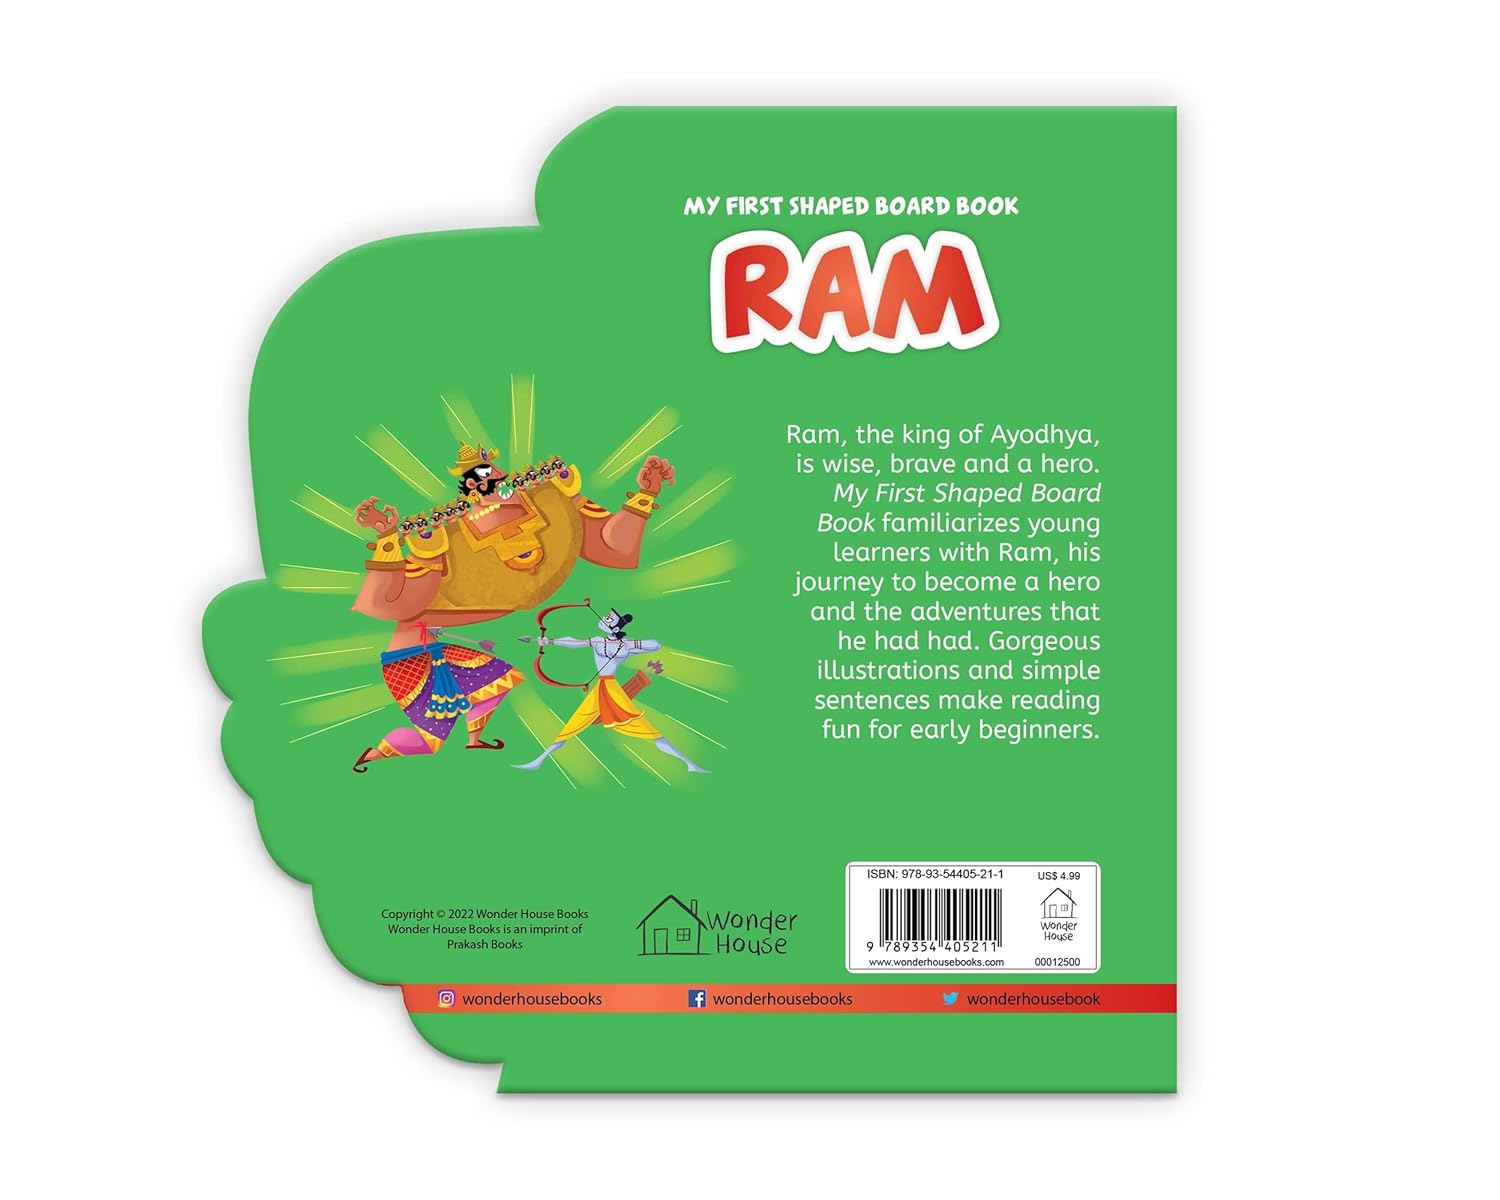 MY FIRST SHAPED BOARD BOOK
RAM
Ram, the king of Ayodhya,
is wise, brave and a hero.
My First Shaped Board
Book familiarizes young
learners with Ram, his
journey to become a hero
and the adventures that
he had had. Gorgeous
illustrations and simple
sentences make reading
fun for early beginners.
Copyright © 2022 Wonder House Books
Wonder House Books is an imprint of
Prakash Books
Wonder
House
ISBN: 978-93-54405-21-1
9 789354 405211
www.wonderhousebooks.com
US$ 4.99
Wonder
House
00012500
wonderhousebooks
wonderhousebooks
wonderhousebook